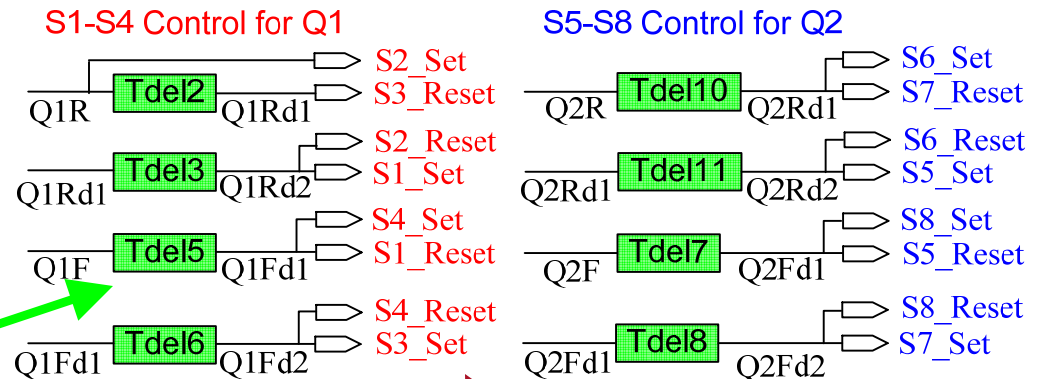 S1-S4 Control for Q1
S2_Set
Q1R Tdel2 Q1Rd1 S3_Reset
S2_Reset
Q1Rd1 Tdel3 Q1Rd2 S1_Set
S4_Set
Q1F Tdel5 Q1Fd1 S1_Reset
S4_Reset
Q1Fd1 Tdel6 Q1Fd2 S3_Set
S5-S8 Control for Q2
S6_Set
Q2R Tdel10 Q2Rd1 S7_Reset
S6_Reset
Q2Rd1 Tdel11 Q2Rd2 S5_Set
S8_Set
Q2F Tdel7 Q2Fd1 S5_Reset
S8_Reset
Q2Fd1 Tdel8 Q2Fd2 S7_Set